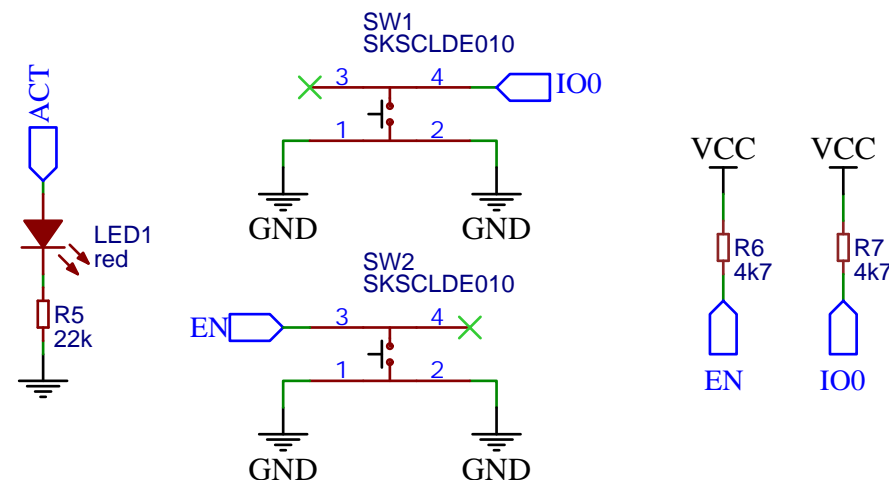 ACT
LED1
red
R5
22k
SW1
SKSCLDE010
3
4
IO0
1
2
GND
GND
SW2
SKSCLDE010
EN
3
4
1
2
GND
GND
VCC
R6
4k7
EN
VCC
R7
4k7
IO0